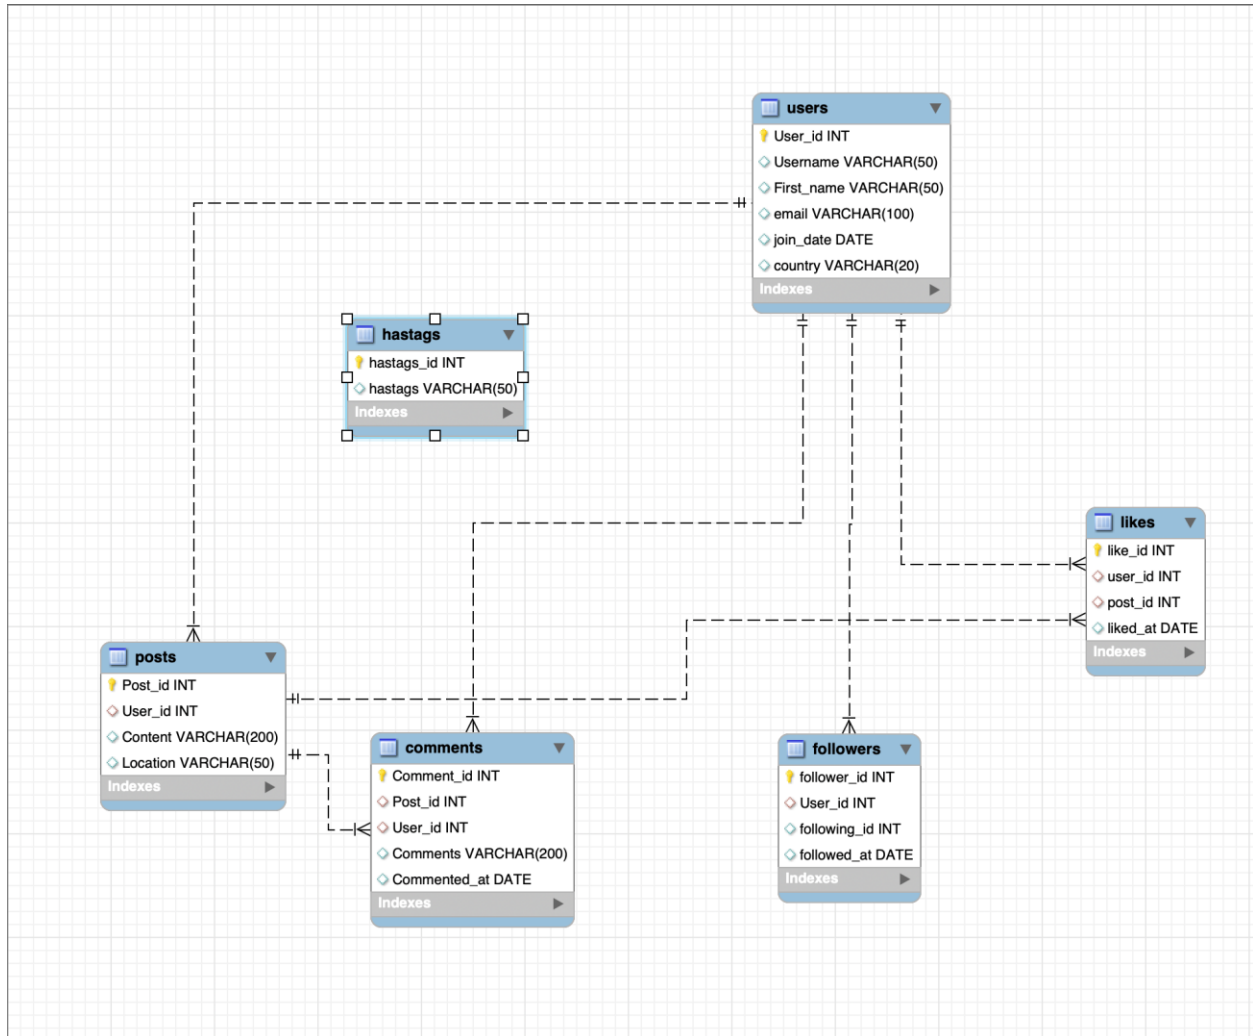 users
User_id INT
Username VARCHAR(50)
First_name VARCHAR(50)
email VARCHAR(100)
join_date DATE
country VARCHAR(20)
Indexes
hastags
hastags_id INT
hastags VARCHAR(50)
Indexes
likes
like_id INT
user_id INT
post_id INT
liked_at DATE
Indexes
posts
Post_id INT
User_id INT
Content VARCHAR(200)
Location VARCHAR(50)
Indexes
comments
Comment_id INT
Post_id INT
User_id INT
Comments VARCHAR(200)
Commented_at DATE
Indexes
followers
follower_id INT
User_id INT
following_id INT
followed_at DATE
Indexes